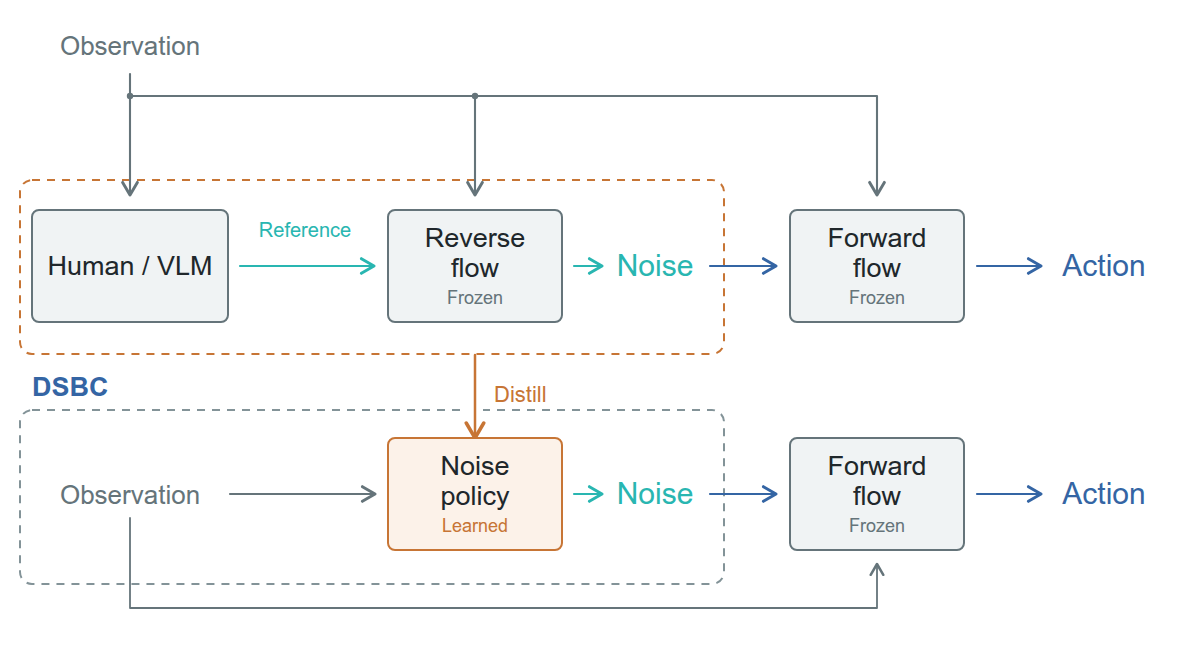 Observation
Human / VLM
Reference
Reverse
flow
Frozen
Noise
Forward
flow
Frozen
Action
DSBC
Distill
Observation
Noise
policy
Learned
Noise
Forward
flow
Frozen
Action